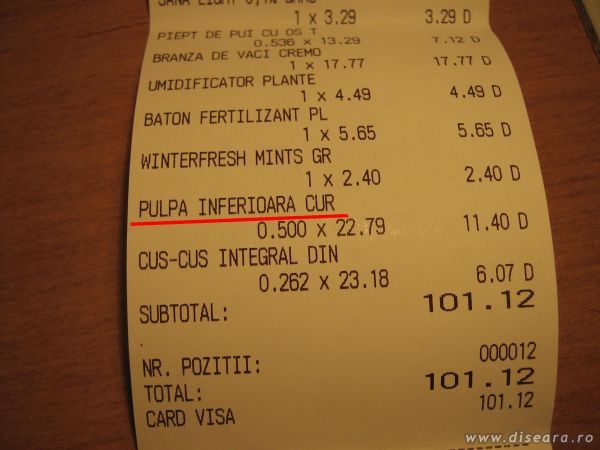 1 x 3.29 3.29 D
PIEPT DE PUI CU OS T
0.536 x 13.29 7.12 D
BRANZA DE VACI CREMO
1 x 17.77 17.77 D
UMIDIFICATOR PLANTE
1 x 4.49 4.49 D
BATON FERTILIZANT PL
1 x 5.65 5.65 D
WINTERFRESH MINTS GR
1 x 2.40 2.40 D
PULPA INFERIOARA CUR
0.500 x 22.79 11.40 D
CUS-CUS INTEGRAL DIN
0.262 x 23.18 6.07 D
SUBTOTAL: 101.12
.
NR. POZITII: 000012
TOTAL: 101.12
CARD VISA 101.12
www.diseara.ro